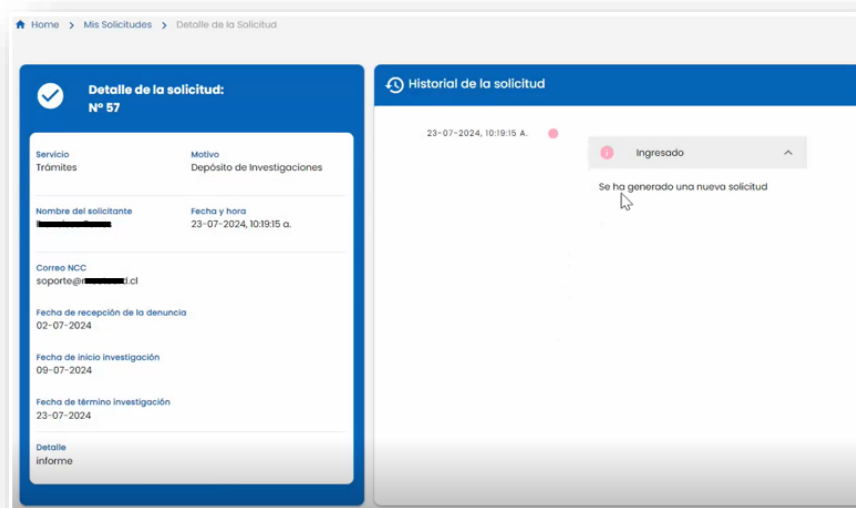 Home > Mis Solicitudes > Detalle de la Solicitud
Detalle de la solicitud:
N° 57
Servicio
Trámites
Motivo
Depósito de Investigaciones
Nombre del solicitante
Fecha y hora
23-07-2024, 10:19:15 a.
Correo NCC
soporte@ d.cl
Fecha de recepción de la denuncia
02-07-2024
Fecha de inicio investigación
09-07-2024
Fecha de término investigación
23-07-2024
Detalle
informe
Historial de la solicitud
23-07-2024, 10:19:15 A.
Ingresado
Se ha generado una nueva solicitud